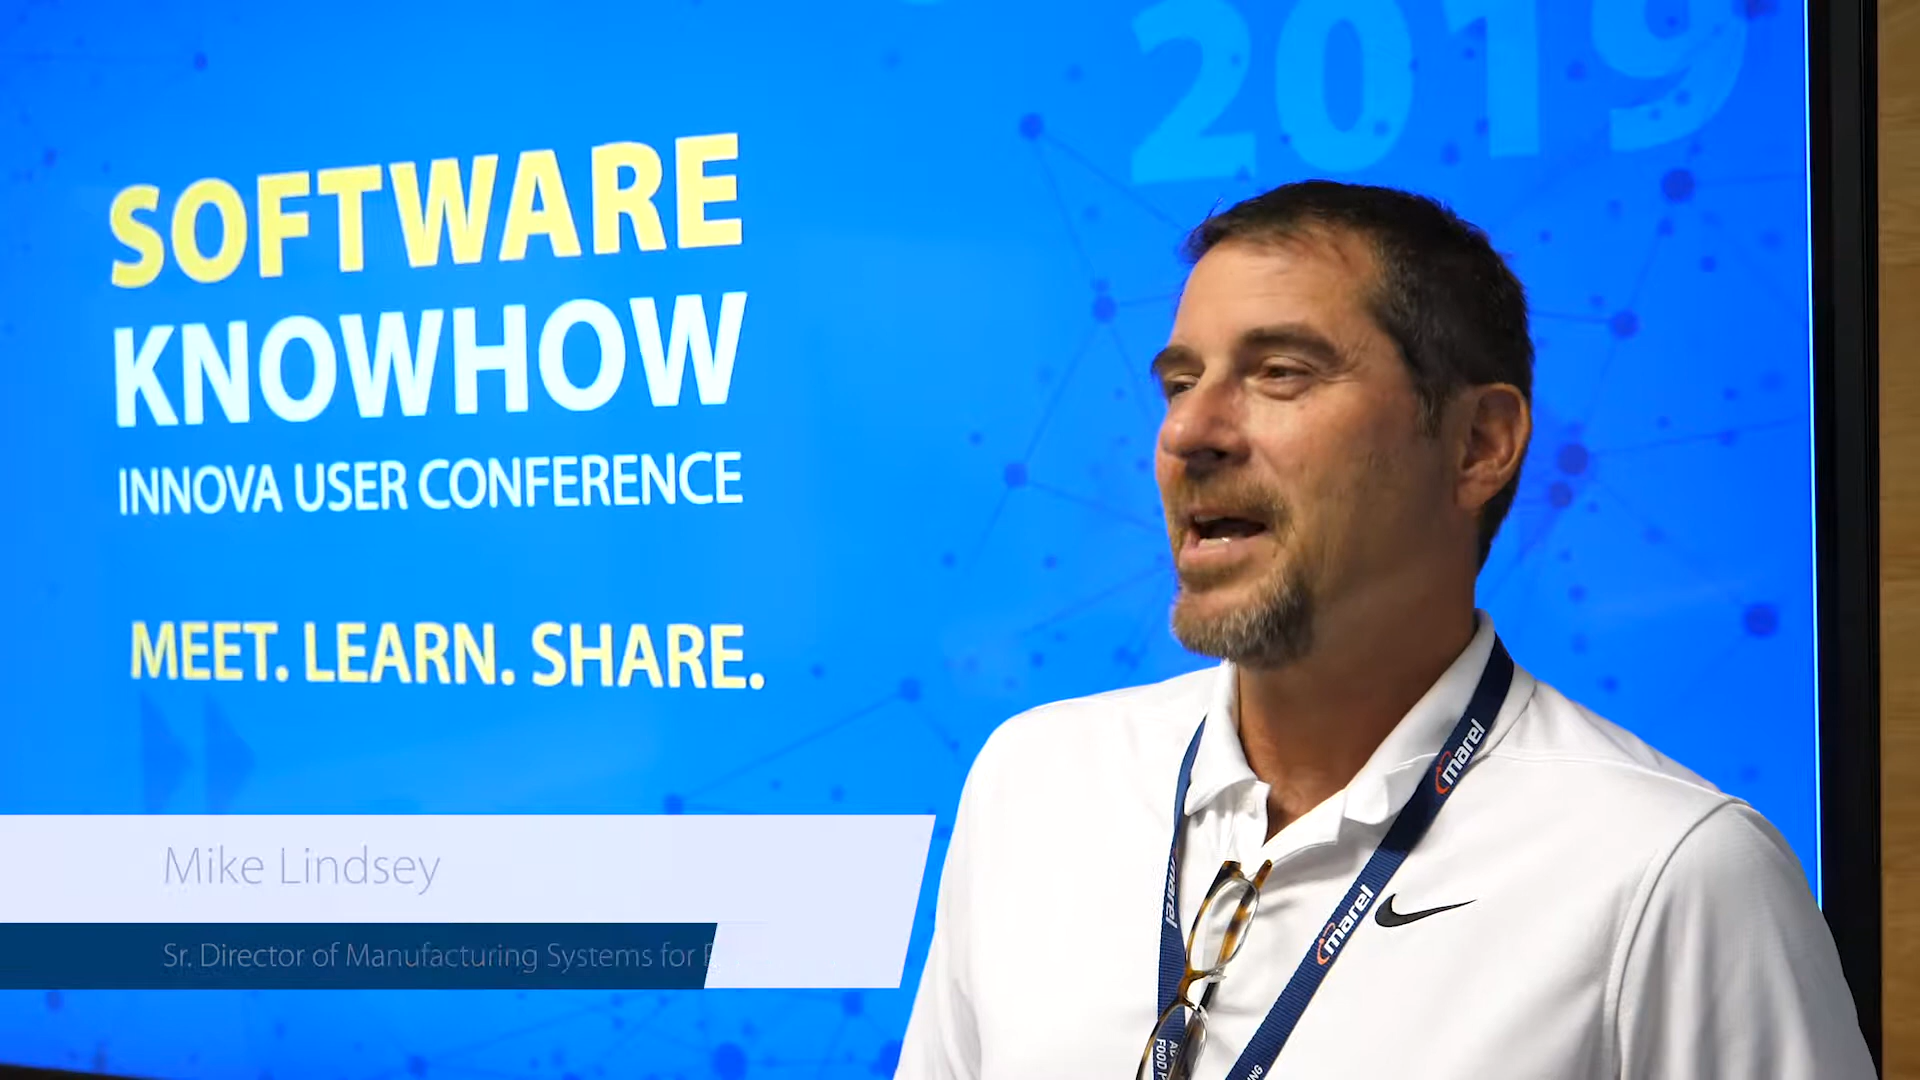 2019
SOFTWARE
KNOWHOW
INNOVA USER CONFERENCE
MEET. LEARN. SHARE.
Mike Lindsey
Sr. Director of Manufacturing Systems for
marel
marel
marel
FOOD